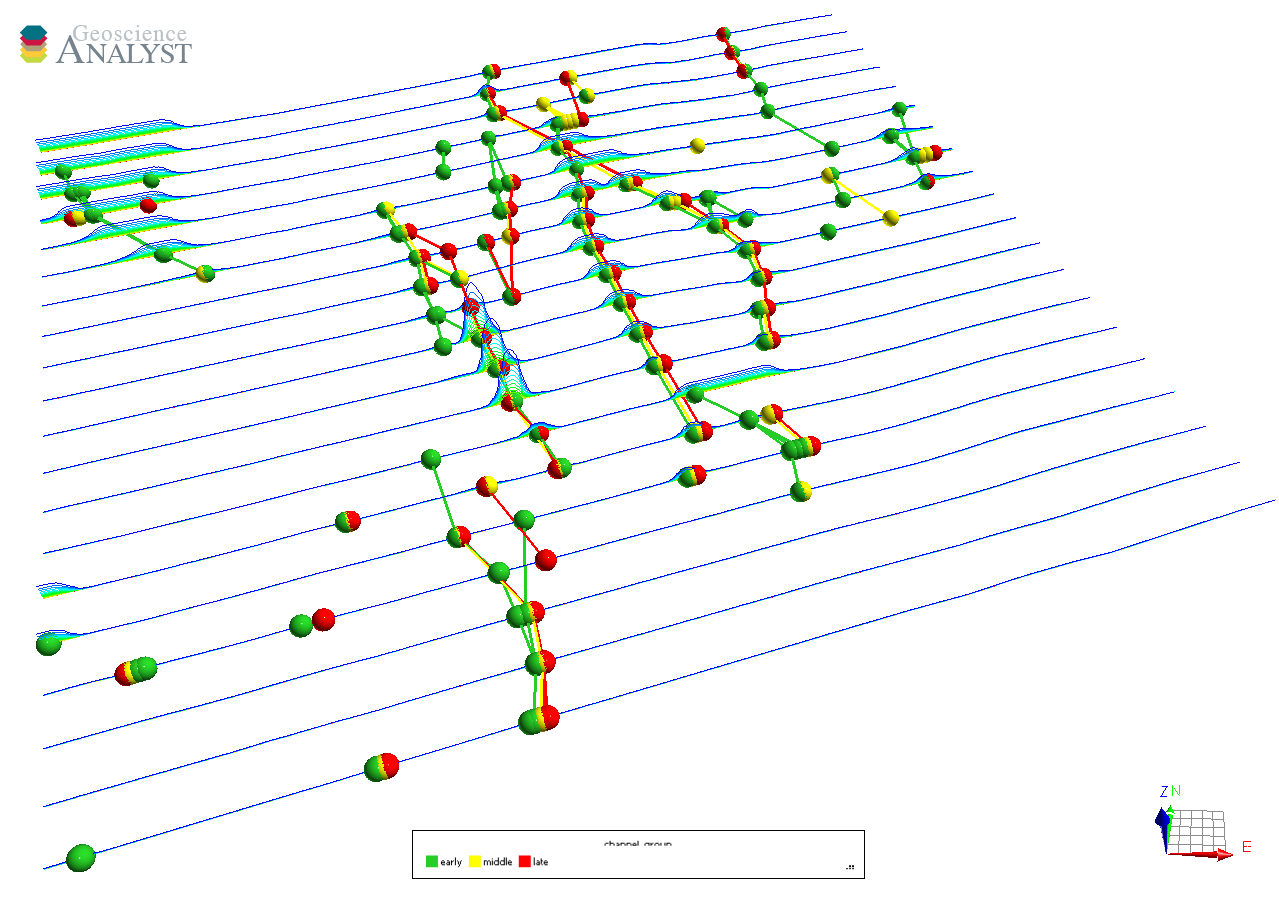 Geoscience
ANALYST
channel_group
early middle late
Z N
E